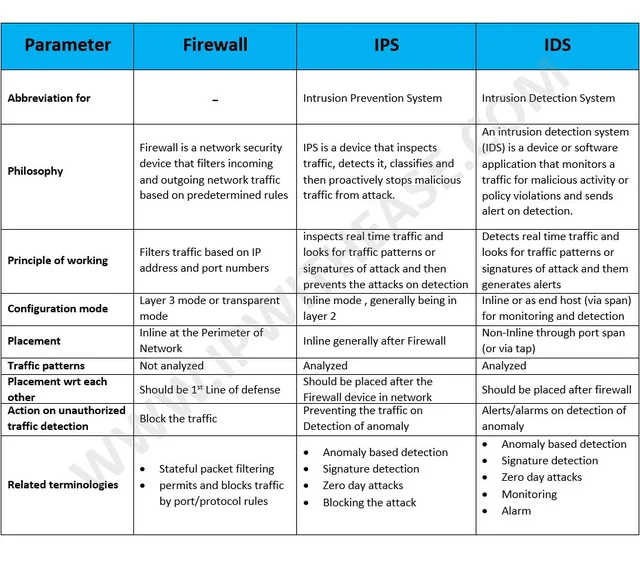 Parameter Firewall IPS IDS
Abbreviation for – Intrusion Prevention System Intrusion Detection System
Philosophy
Firewall is a network security
device that filters incoming
and outgoing network traffic
based on predetermined rules
IPS is a device that inspects
traffic, detects it, classifies and
then proactively stops malicious
traffic from attack.
An intrusion detection system
(IDS) is a device or software
application that monitors a
traffic for malicious activity or
policy violations and sends
alert on detection.
Principle of working
Filters traffic based on IP
address and port numbers
inspects real time traffic and
looks for traffic patterns or
signatures of attack and then
prevents the attacks on detection
Detects real time traffic and
looks for traffic patterns or
signatures of attack and them
generates alerts
Configuration mode
Layer 3 mode or transparent
mode
Inline mode , generally being in
layer 2
Inline or as end host (via span)
for monitoring and detection
Placement
Inline at the Perimeter of
Network
Inline generally after Firewall
Non-Inline through port span
(or via tap)
Traffic patterns Not analyzed Analyzed Analyzed
Placement wrt each
other
Should be 1st Line of defense
Should be placed after the
Firewall device in network
Should be placed after firewall
Action on unauthorized
traffic detection
Block the traffic
Preventing the traffic on
Detection of anomaly
Alerts/alarms on detection of
anomaly
Related terminologies
• Stateful packet filtering
• permits and blocks traffic
by port/protocol rules
• Anomaly based detection
• Signature detection
• Zero day attacks
• Blocking the attack
• Anomaly based detection
• Signature detection
• Zero day attacks
• Monitoring
• Alarm
WWW.IPWITHEASE.COM